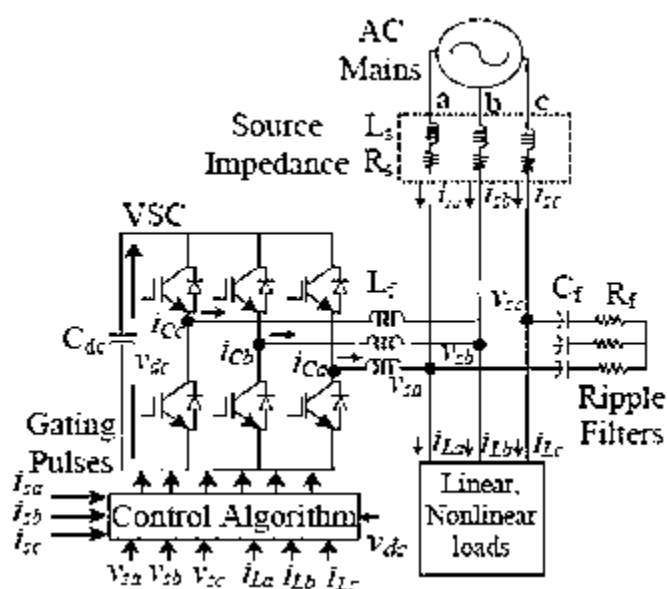 AC
Mains
a b c
Source
Impedance
Ls
Rs
isa isb isc
VSC
Lf
vsc
Cf Rf
iCc
Cdc
vdc
iCb
iCa
vsb
vsa
Ripple
Filters
Gating
Pulses
iLa iLb iLc
isa
isb
isc
Control Algorithm
vdc
Linear,
Nonlinear
loads
vsa vsb vsc iLa iLb iLc